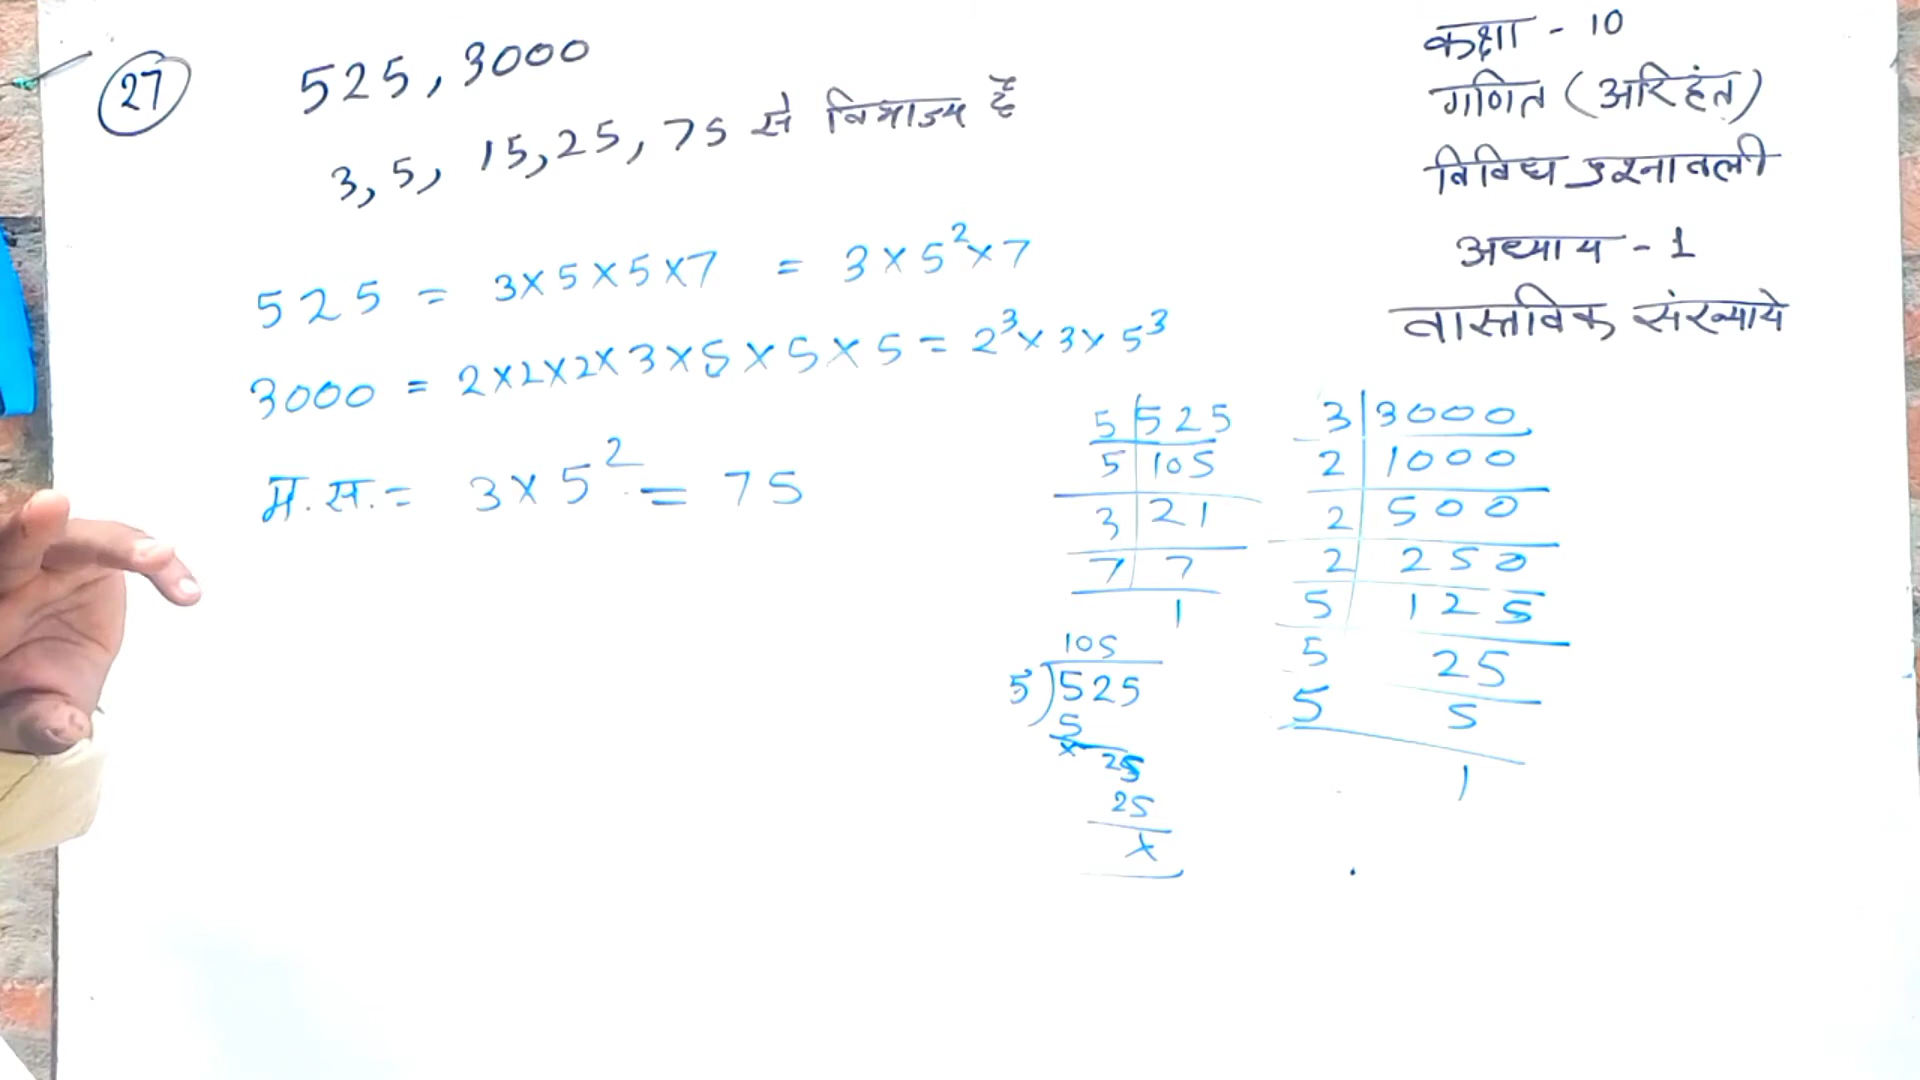 27
525, 3000
3, 5, 15, 25, 75 से विभाज्य है
525 = 3×5×5×7 = 3×5²×7
3000 = 2×2×2×3×5×5×5 = 2³×3×5³
म.स. = 3×5² = 75
कक्षा - 10
गणित (अरिहंत)
विविध प्रश्नावली
अध्याय - 1
वास्तविक संख्याये
5 | 525
5 | 105
3 | 21
7 | 7
1
3 | 3000
2 | 1000
2 | 500
2 | 250
5 | 125
5 25
5 5
1
105
5)525
5
× 25
25
×